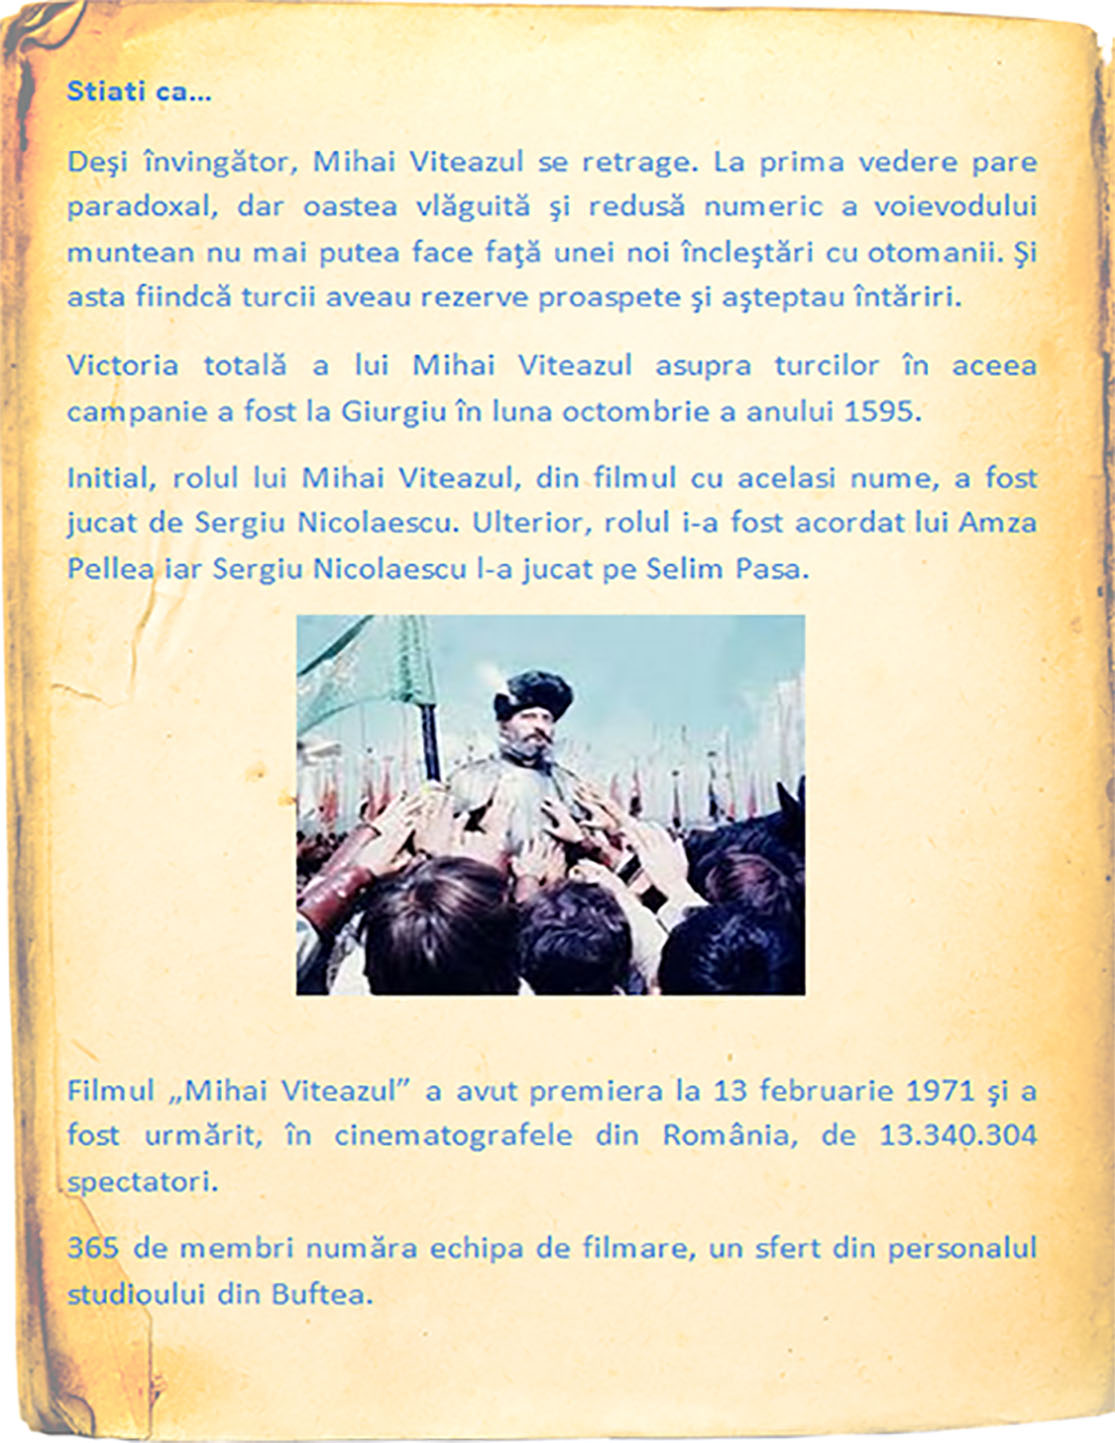 Stiati ca...
Deşi învingător, Mihai Viteazul se retrage. La prima vedere pare
paradoxal, dar oastea vlăguită şi redusă numeric a voievodului
muntean nu mai putea face faţă unei noi încleştări cu otomanii. Şi
asta fiindcă turcii aveau rezerve proaspete şi aşteptau întăriri.
Victoria totală a lui Mihai Viteazul asupra turcilor în aceea
campanie a fost la Giurgiu în luna octombrie a anului 1595.
Initial, rolul lui Mihai Viteazul, din filmul cu acelasi nume, a fost
jucat de Sergiu Nicolaescu. Ulterior, rolul i-a fost acordat lui Amza
Pellea iar Sergiu Nicolaescu l-a jucat pe Selim Pasa.
Filmul „Mihai Viteazul” a avut premiera la 13 februarie 1971 şi a
fost urmărit, în cinematografele din România, de 13.340.304
spectatori.
365 de membri număra echipa de filmare, un sfert din personalul
studioului din Buftea.